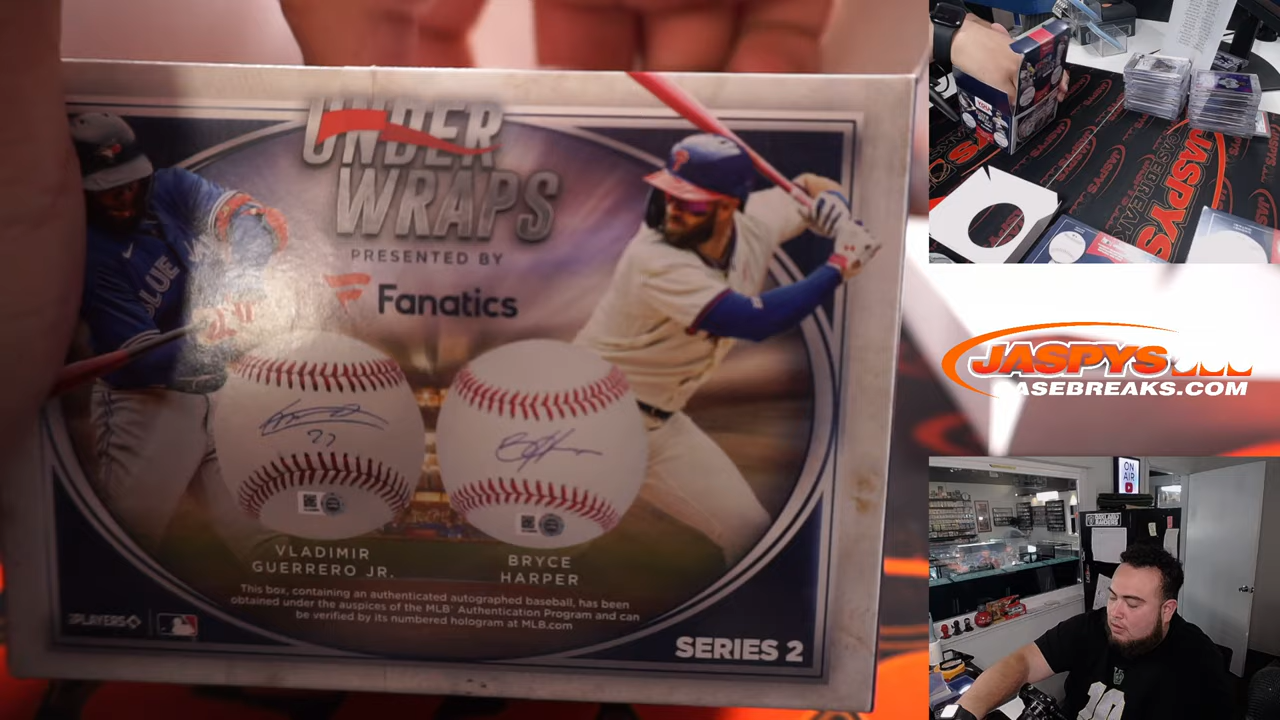 UNDER
WRAPS
PRESENTED BY
Fanatics
BLUE
27
VLADIMIR
GUERRERO JR.
BRYCE
HARPER
This box, containing an authenticated autographed baseball, has been
obtained under the auspices of the MLB Authentication Program and can
be verified by its numbered hologram at MLB.com
PLAYERS
SERIES 2
JASPYS
JASPYS
CASEBREAKS.COM
ON
AIR